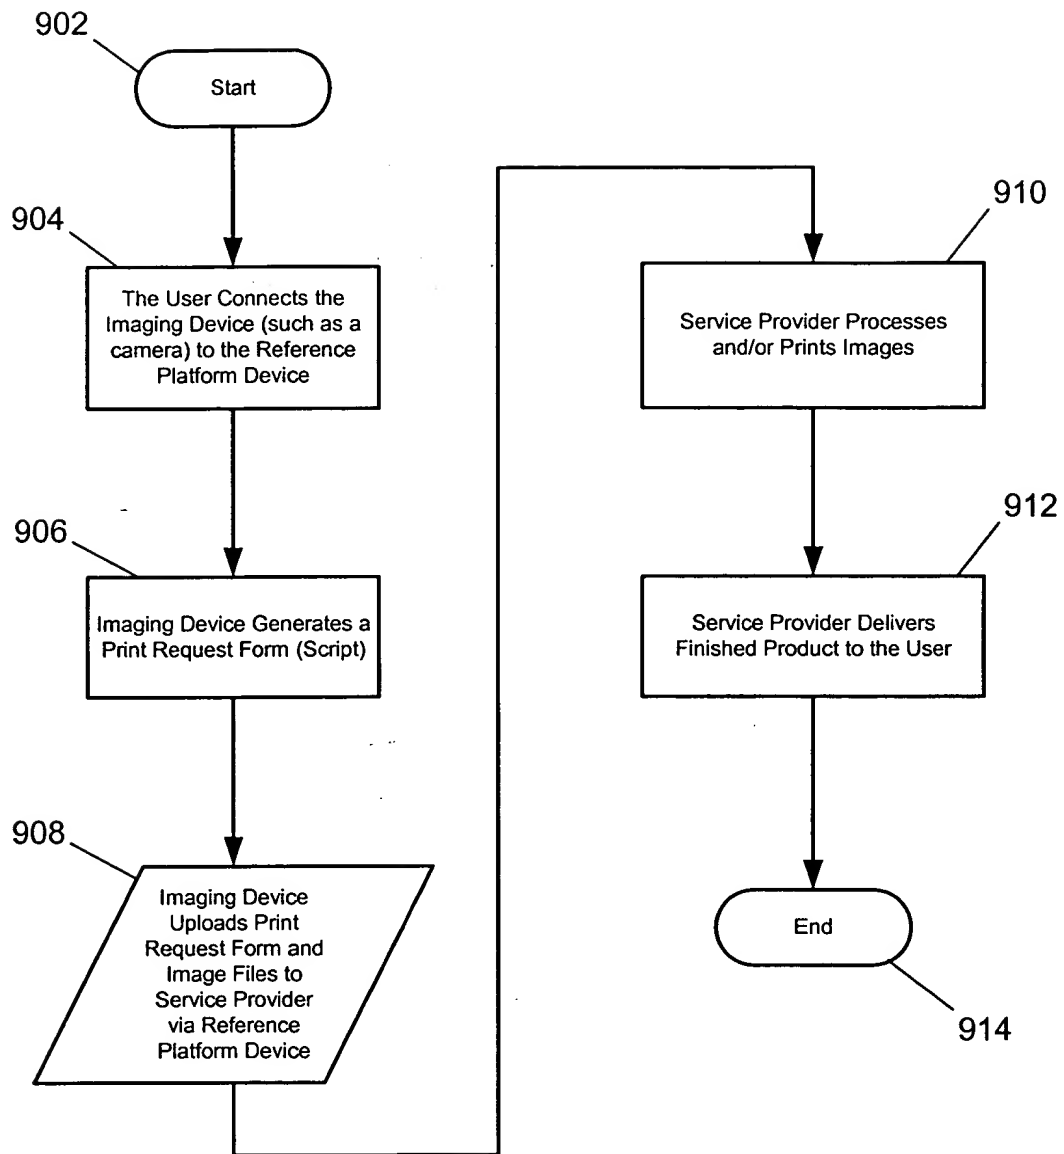 902
Start
904
The User Connects the
Imaging Device (such as a
camera) to the Reference
Platform Device
906
Imaging Device Generates a
Print Request Form (Script)
908
Imaging Device
Uploads Print
Request Form and
Image Files to
Service Provider
via Reference
Platform Device
910
Service Provider Processes
and/or Prints Images
912
Service Provider Delivers
Finished Product to the User
End
914